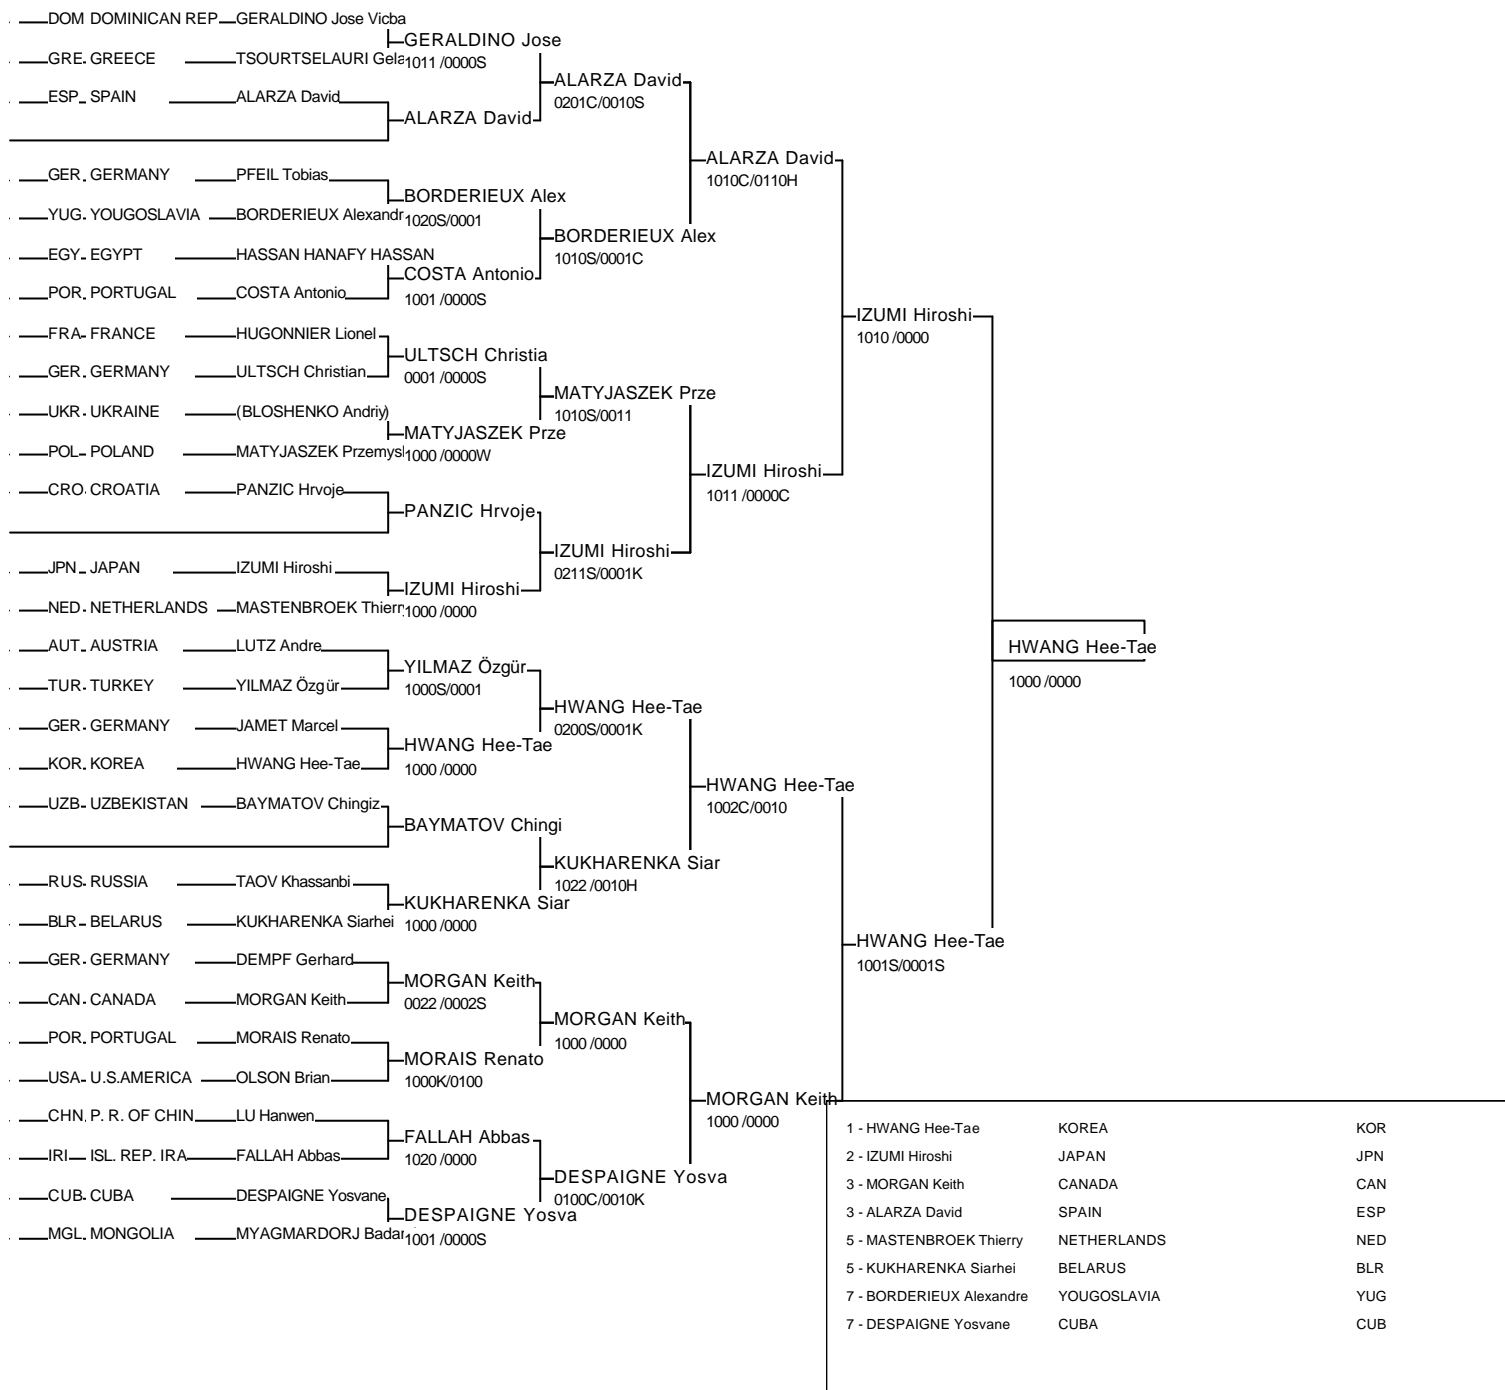 DOM DOMINICAN REP GERALDINO Jose Vicba
GERALDINO Jose
GRE GREECE TSOURTSELAURI Gela
1011 /0000S
ALARZA David
ESP SPAIN ALARZA David
0201C/0010S
ALARZA David
ALARZA David
1010C/0110H
GER GERMANY PFEIL Tobias
BORDERIEUX Alex
YUG YOUGOSLAVIA BORDERIEUX Alexandr
1020S/0001
BORDERIEUX Alex
1010S/0001C
EGY EGYPT HASSAN HANAFY HASSAN
COSTA Antonio
POR PORTUGAL COSTA Antonio
1001 /0000S
IZUMI Hiroshi
1010 /0000
FRA FRANCE HUGONNIER Lionel
ULTSCH Christia
GER GERMANY ULTSCH Christian
0001 /0000S
MATYJASZEK Prze
1010S/0011
UKR UKRAINE (BLOSHENKO Andriy)
MATYJASZEK Prze
POL POLAND MATYJASZEK Przemysl
1000 /0000W
IZUMI Hiroshi
1011 /0000C
CRO CROATIA PANZIC Hrvoje
PANZIC Hrvoje
IZUMI Hiroshi
0211S/0001K
JPN JAPAN IZUMI Hiroshi
IZUMI Hiroshi
NED NETHERLANDS MASTENBROEK Thierr
1000 /0000
AUT AUSTRIA LUTZ Andre
HWANG Hee-Tae
1000 /0000
YILMAZ Özgür
TUR TURKEY YILMAZ Özgür
1000S/0001
HWANG Hee-Tae
0200S/0001K
GER GERMANY JAMET Marcel
HWANG Hee-Tae
KOR KOREA HWANG Hee-Tae
1000 /0000
HWANG Hee-Tae
1002C/0010
UZB UZBEKISTAN BAYMATOV Chingiz
BAYMATOV Chingi
KUKHARENKA Siar
1022 /0010H
RUS RUSSIA TAOV Khassanbi
KUKHARENKA Siar
BLR BELARUS KUKHARENKA Siarhei
1000 /0000
HWANG Hee-Tae
1001S/0001S
GER GERMANY DEMPF Gerhard
MORGAN Keith
CAN CANADA MORGAN Keith
0022 /0002S
MORGAN Keith
1000 /0000
POR PORTUGAL MORAIS Renato
MORAIS Renato
USA U.S.AMERICA OLSON Brian
1000K/0100
MORGAN Keith
1000 /0000
CHN P. R. OF CHIN LU Hanwen
FALLAH Abbas
IRI ISL. REP. IRA FALLAH Abbas
1020 /0000
DESPAIGNE Yosva
0100C/0010K
CUB CUBA DESPAIGNE Yosvane
DESPAIGNE Yosva
MGL MONGOLIA MYAGMARDORJ Badar
1001 /0000S
1 - HWANG Hee-Tae KOREA KOR
2 - IZUMI Hiroshi JAPAN JPN
3 - MORGAN Keith CANADA CAN
3 - ALARZA David SPAIN ESP
5 - MASTENBROEK Thierry NETHERLANDS NED
5 - KUKHARENKA Siarhei BELARUS BLR
7 - BORDERIEUX Alexandre YOUGOSLAVIA YUG
7 - DESPAIGNE Yosvane CUBA CUB